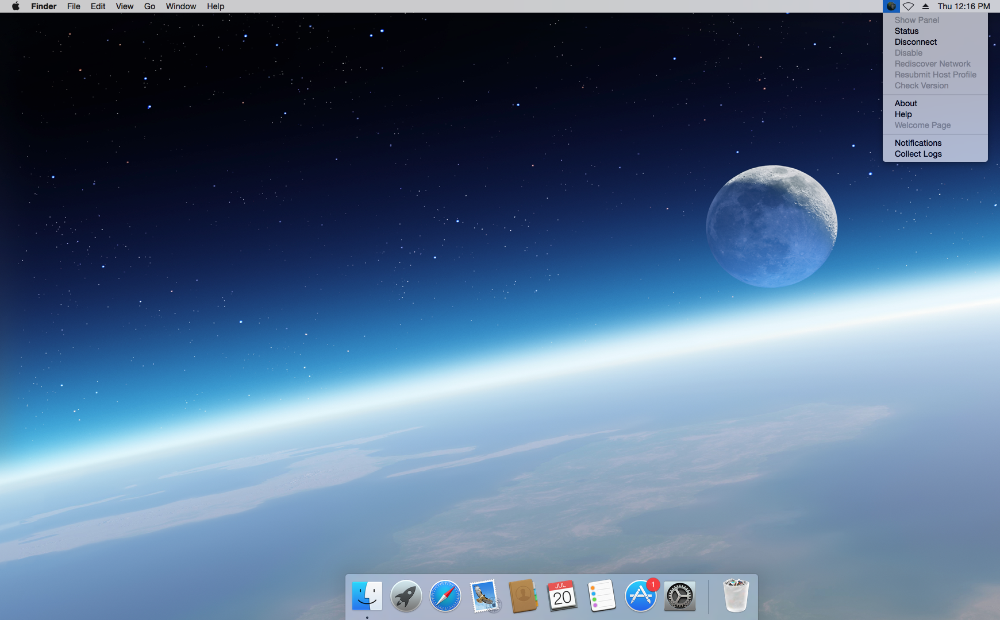 Finder File Edit View Go Window Help Thu 12:16 PM
Show Panel
Status
Disconnect
Disable
Rediscover Network
Resubmit Host Profile
Check Version
About
Help
Welcome Page
Notifications
Collect Logs
JUL
20
1